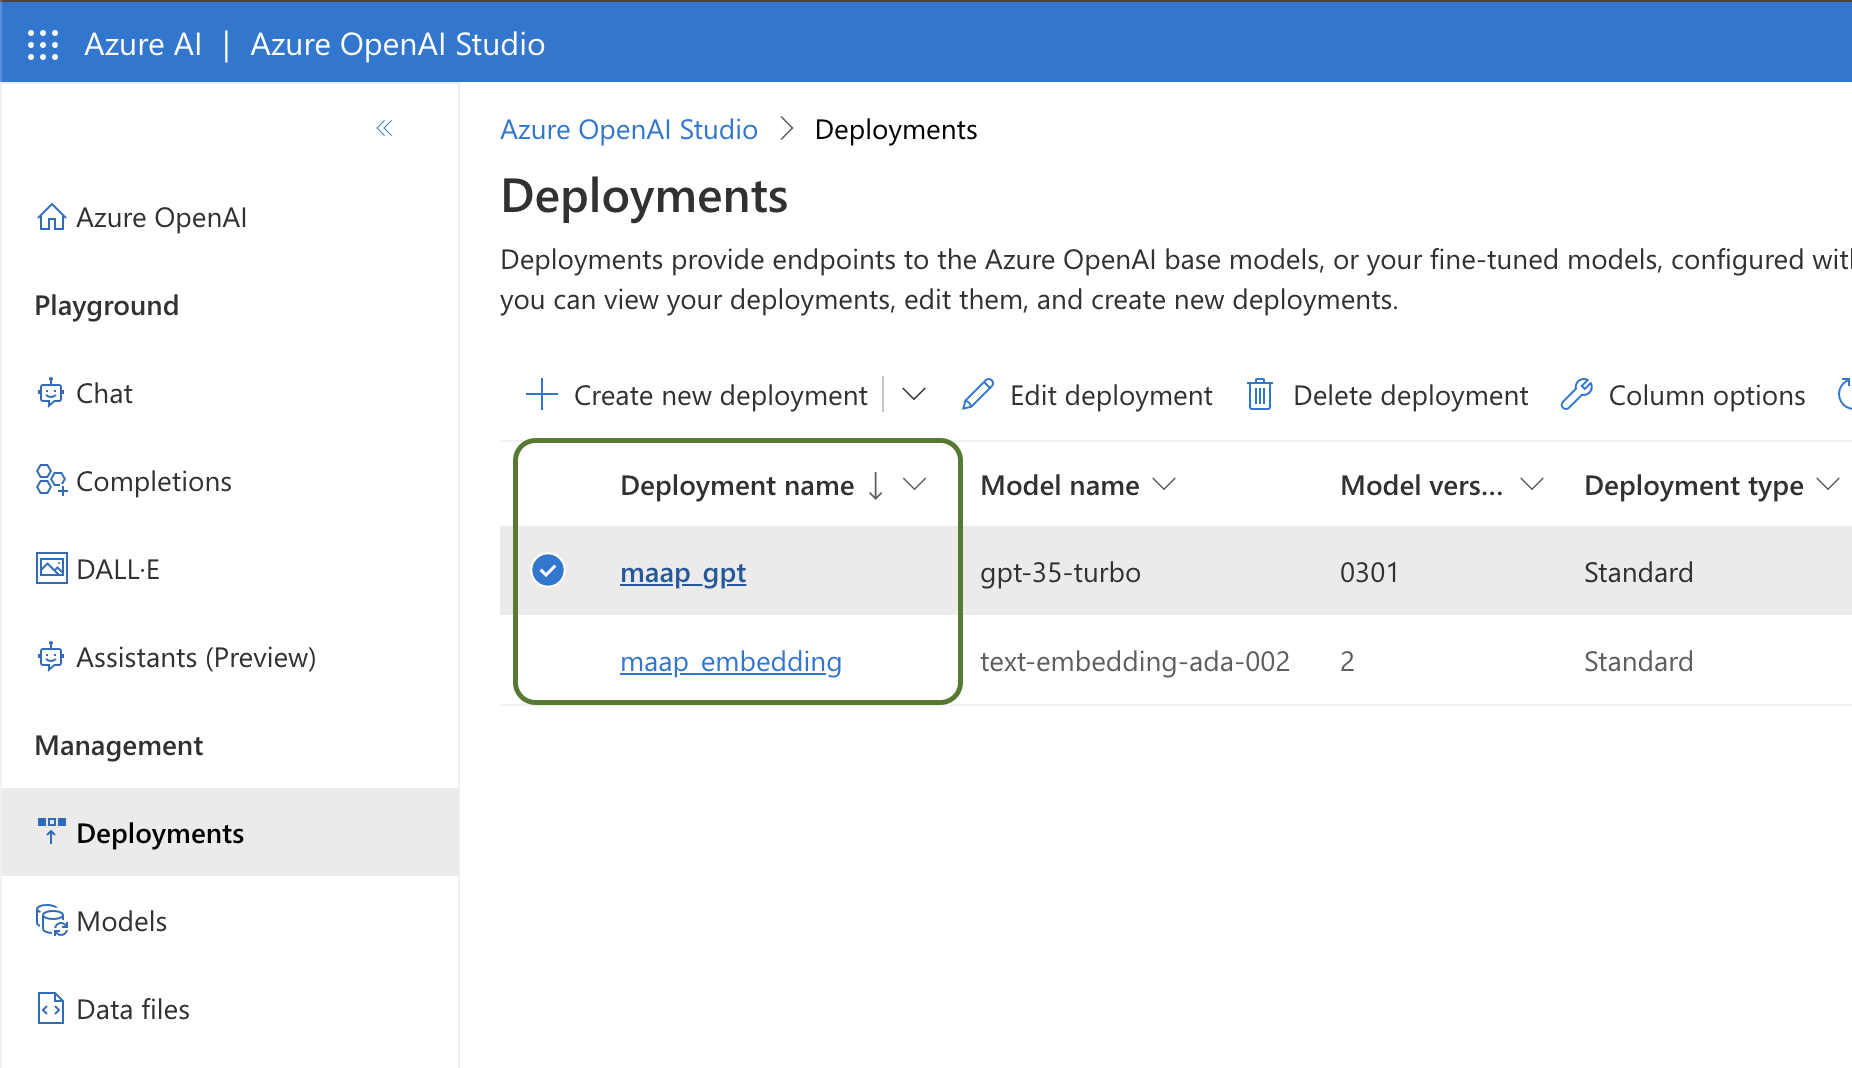 Azure AI | Azure OpenAI Studio
Azure OpenAI
Playground
Chat
Completions
DALL·E
Assistants (Preview)
Management
Deployments
Models
Data files
Azure OpenAI Studio > Deployments
Deployments
Deployments provide endpoints to the Azure OpenAI base models, or your fine-tuned models, configured
you can view your deployments, edit them, and create new deployments.
Create new deployment Edit deployment Delete deployment Column options
Deployment name Model name Model vers... Deployment type
maap_gpt gpt-35-turbo 0301 Standard
maap_embedding text-embedding-ada-002 2 Standard